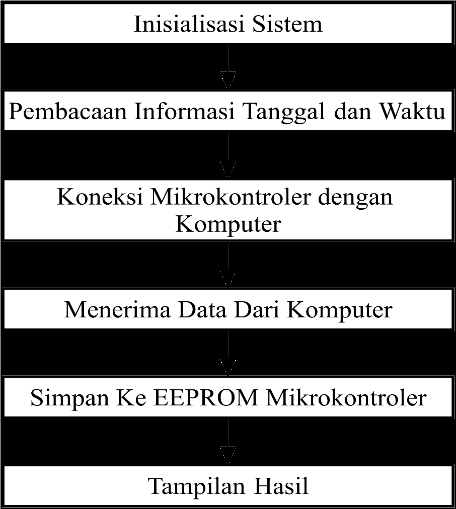 Inisialisasi Sistem
Pembacaan Informasi Tanggal dan Waktu
Koneksi Mikrokontroler dengan
Komputer
Menerima Data Dari Komputer
Simpan Ke EEPROM Mikrokontroler
Tampilan Hasil